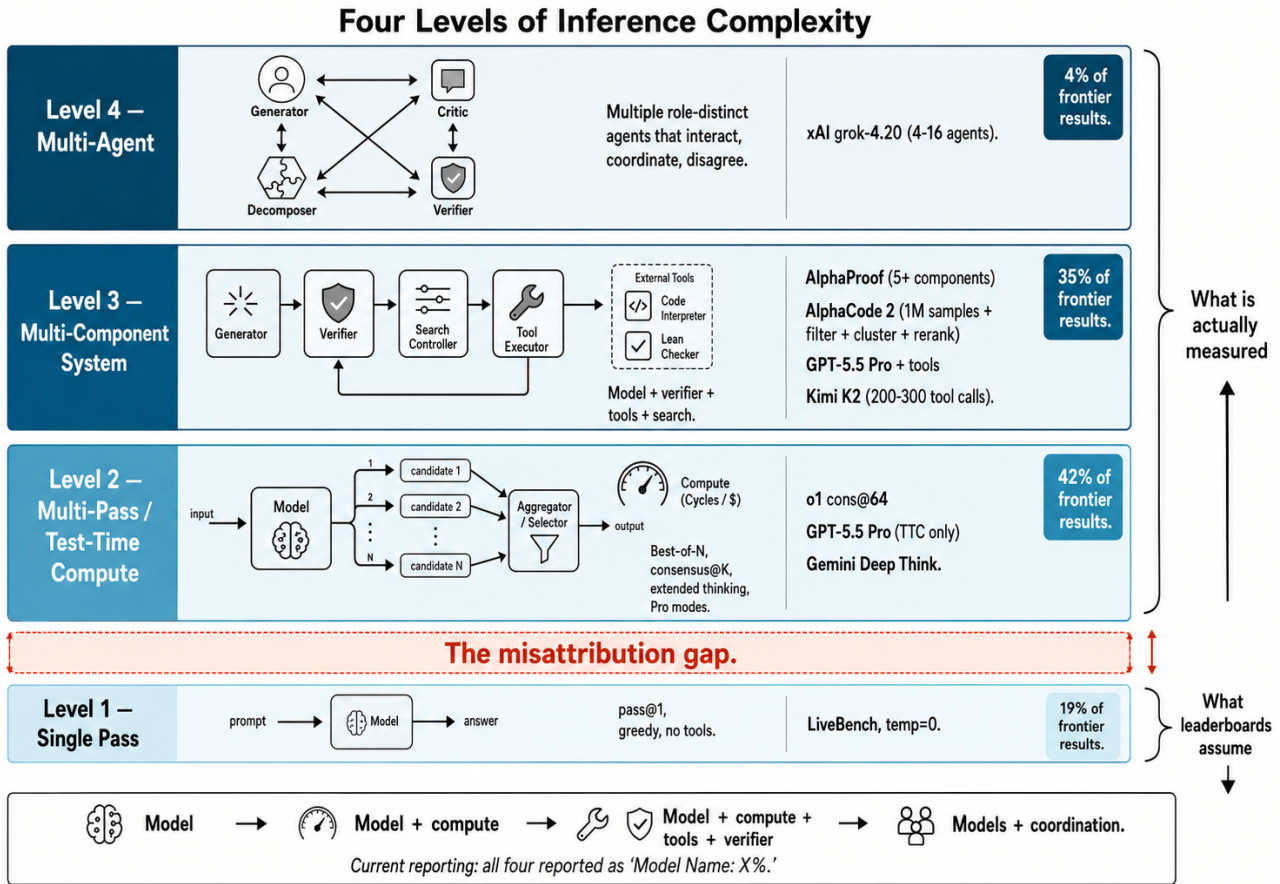 Four Levels of Inference Complexity
Level 4 —
Multi-Agent
Generator
Critic
Decomposer
Verifier
Multiple role-distinct
agents that interact,
coordinate, disagree.
xAI grok-4.20 (4-16 agents).
4% of
frontier
results.
Level 3 —
Multi-Component
System
Generator
Verifier
Search
Controller
Tool
Executor
External Tools
</>
Code
Interpreter
Lean
Checker
Model + verifier +
tools + search.
AlphaProof (5+ components)
AlphaCode 2 (1M samples +
filter + cluster + rerank)
GPT-5.5 Pro + tools
Kimi K2 (200-300 tool calls).
35% of
frontier
results.
What is
actually
measured
Level 2 —
Multi-Pass /
Test-Time
Compute
input
Model
1
2
N
candidate 1
candidate 2
candidate N
Aggregator
/ Selector
output
Compute
(Cycles / $)
Best-of-N,
consensus@K,
extended thinking,
Pro modes.
o1 cons@64
GPT-5.5 Pro (TTC only)
Gemini Deep Think.
42% of
frontier
results.
The misattribution gap.
Level 1 —
Single Pass
prompt
Model
answer
pass@1,
greedy, no tools.
LiveBench, temp=0.
19% of
frontier
results.
What
leaderboards
assume
Model
Model + compute
Model + compute +
tools + verifier
Models + coordination.
Current reporting: all four reported as ‘Model Name: X%.’